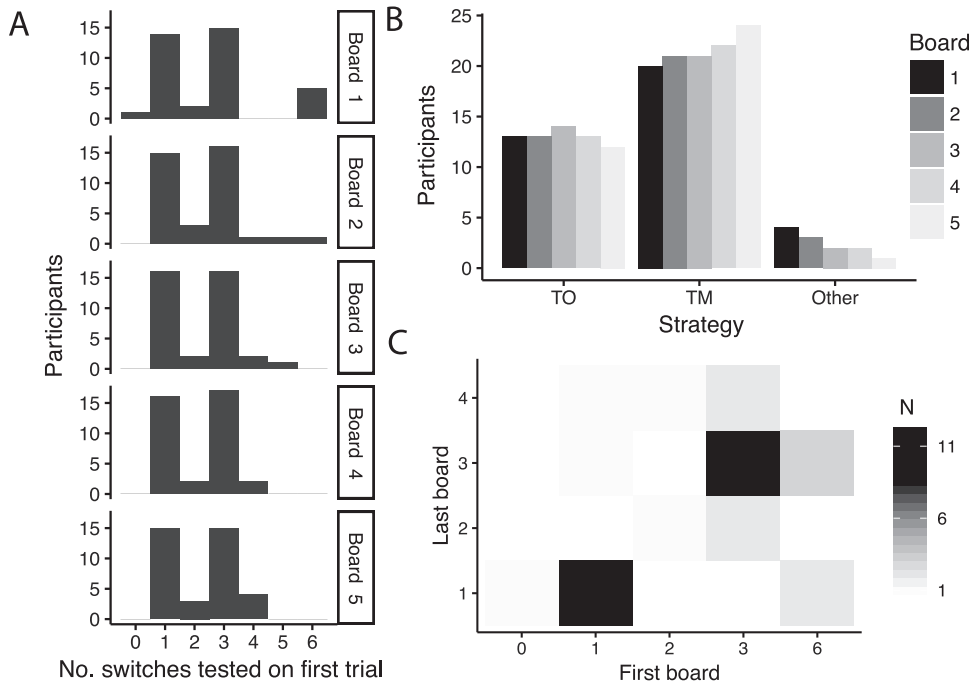 A
Participants
15
10
5
0
Board 1
15
10
5
0
Board 2
15
10
5
0
Board 3
15
10
5
0
Board 4
15
10
5
0
Board 5
0 1 2 3 4 5 6
No. switches tested on first trial
B
Participants
25
20
15
10
5
0
TO TM Other
Strategy
Board
1
2
3
4
5
C
Last board
4
3
2
1
0 1 2 3 6
First board
N
11
6
1